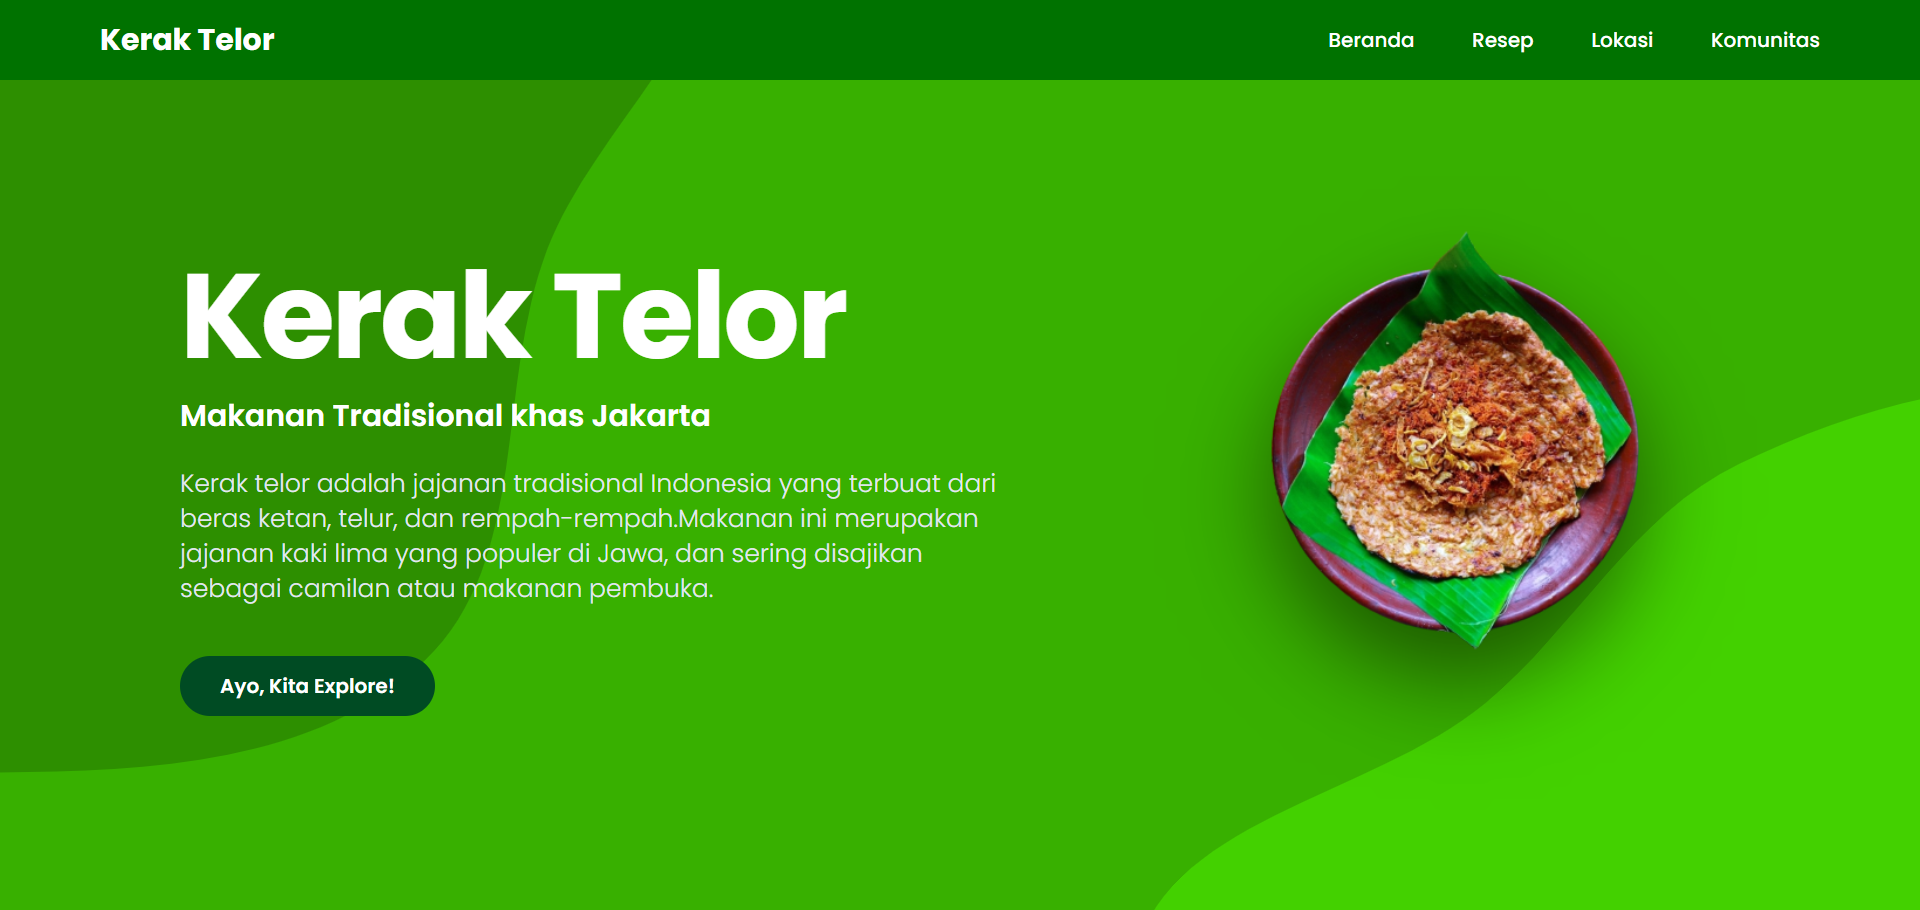 Kerak Telor
Beranda Resep Lokasi Komunitas
Kerak Telor
Makanan Tradisional khas Jakarta
Kerak telor adalah jajanan tradisional Indonesia yang terbuat dari
beras ketan, telur, dan rempah-rempah.Makanan ini merupakan
jajanan kaki lima yang populer di Jawa, dan sering disajikan
sebagai camilan atau makanan pembuka.
Ayo, Kita Explore!